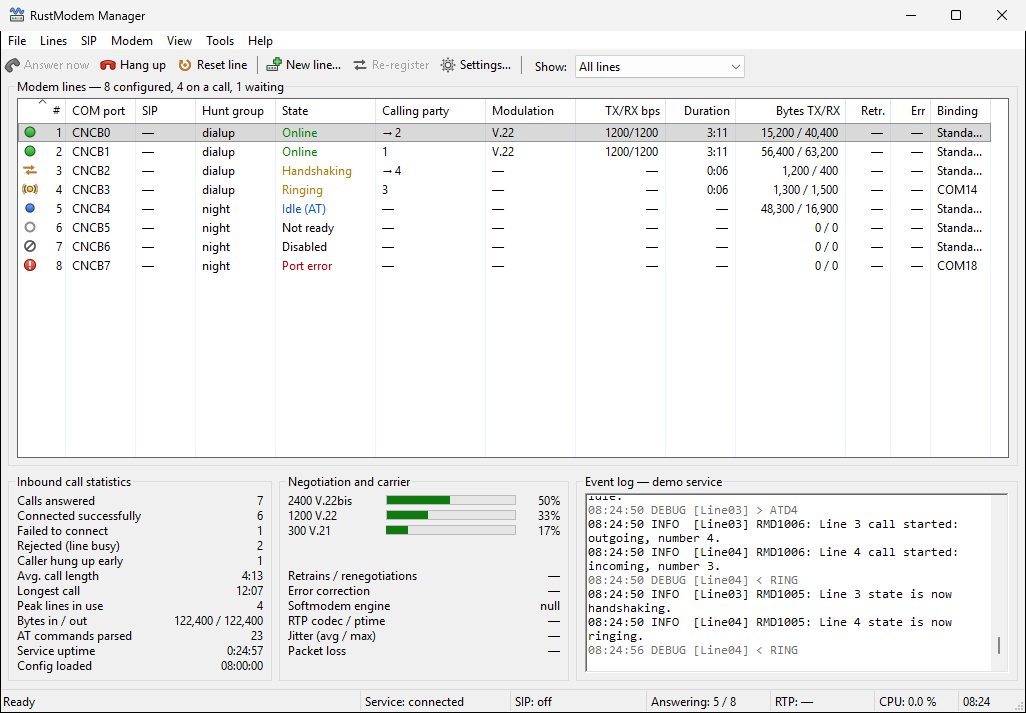 RustModem Manager
File Lines SIP Modem View Tools Help
Answer now Hang up Reset line New line... Re-register Settings... Show: All lines
Modem lines — 8 configured, 4 on a call, 1 waiting
# COM port SIP Hunt group State Calling party Modulation TX/RX bps Duration Bytes TX/RX Retr. Err Binding
1 CNCB0 — dialup Online →2 V.22 1200/1200 3:11 15,200 / 40,400 — — Standa...
2 CNCB1 — dialup Online 1 V.22 1200/1200 3:11 56,400 / 63,200 — — Standa...
3 CNCB2 — dialup Handshaking →4 — — 0:06 1,200 / 400 — — Standa...
4 CNCB3 — dialup Ringing 3 — — 0:06 1,300 / 1,500 — — COM14
5 CNCB4 — night Idle (AT) — — — — 48,300 / 16,900 — — Standa...
6 CNCB5 — night Not ready — — — — 0 / 0 — — Standa...
7 CNCB6 — night Disabled — — — — 0 / 0 — — Standa...
8 CNCB7 — night Port error — — — — 0 / 0 — — COM18
Inbound call statistics
Calls answered 7
Connected successfully 6
Failed to connect 1
Rejected (line busy) 2
Caller hung up early 1
Avg. call length 4:13
Longest call 12:07
Peak lines in use 4
Bytes in / out 122,400 / 122,400
AT commands parsed 23
Service uptime 0:24:57
Config loaded 08:00:00
Negotiation and carrier
2400 V.22bis 50%
1200 V.22 33%
300 V.21 17%
Retrains / renegotiations —
Error correction —
Softmodem engine null
RTP codec / ptime —
Jitter (avg / max) —
Packet loss —
Event log — demo service
idle.
08:24:50 DEBUG [Line03] > ATD4
08:24:50 INFO [Line03] RMD1006: Line 3 call started:
outgoing, number 4.
08:24:50 INFO [Line04] RMD1006: Line 4 call started:
incoming, number 3.
08:24:50 DEBUG [Line04] < RING
08:24:50 INFO [Line03] RMD1005: Line 3 state is now
handshaking.
08:24:50 INFO [Line04] RMD1005: Line 4 state is now
ringing.
08:24:56 DEBUG [Line04] < RING
Ready Service: connected SIP: off Answering: 5 / 8 RTP: — CPU: 0.0 % 08:24